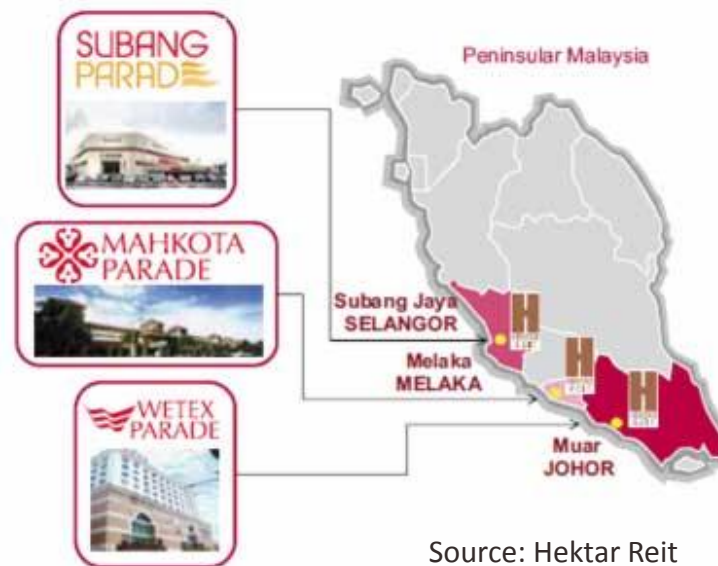 SUBANG
PARADE
Peninsular Malaysia
MAHKOTA
PARADE
Subang Jaya
SELANGOR
Melaka
MELAKA
WETEX
PARADE
Muar
JOHOR
H
H
H
Source: Hektar Reit